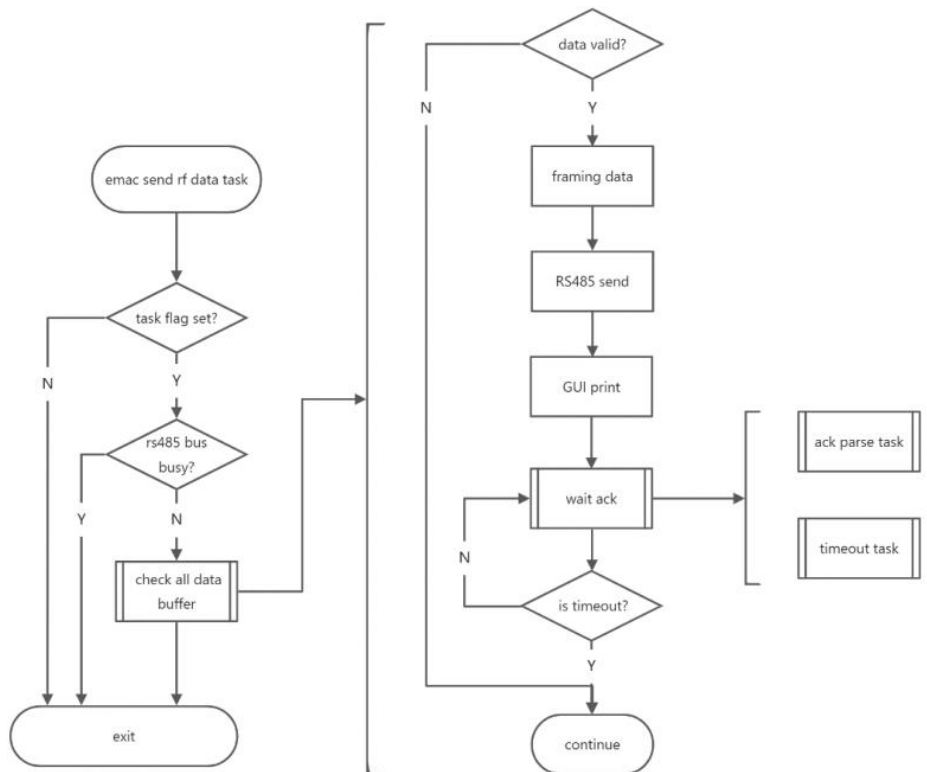 emac send rf data task
task flag set?
N
Y
rs485 bus
busy?
Y
N
check all data
buffer
exit
data valid?
N
Y
framing data
RS485 send
GUI print
wait ack
N
is timeout?
Y
continue
ack parse task
timeout task